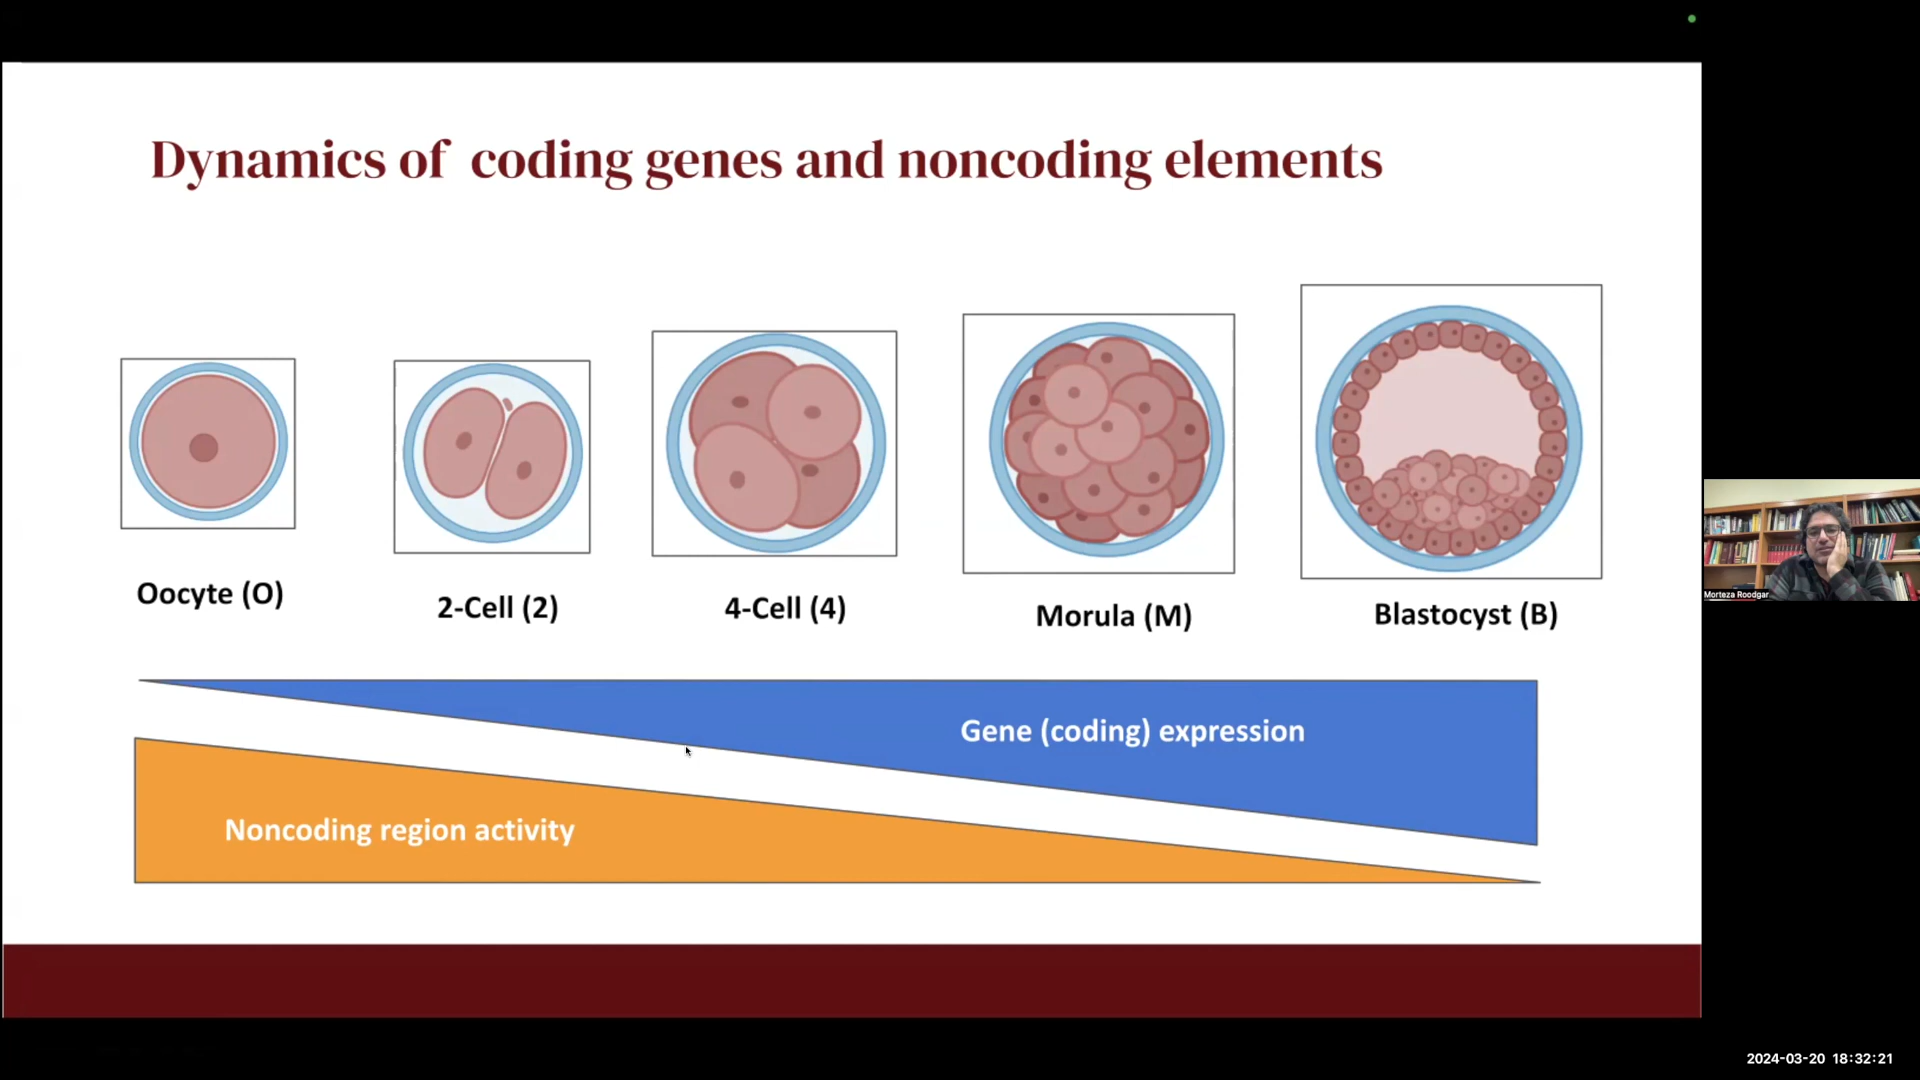 Dynamics of coding genes and noncoding elements
Oocyte (O)
2-Cell (2)
4-Cell (4)
Morula (M)
Blastocyst (B)
Gene (coding) expression
Noncoding region activity
Morteza Roodgar
2024-03-20 18:32:21